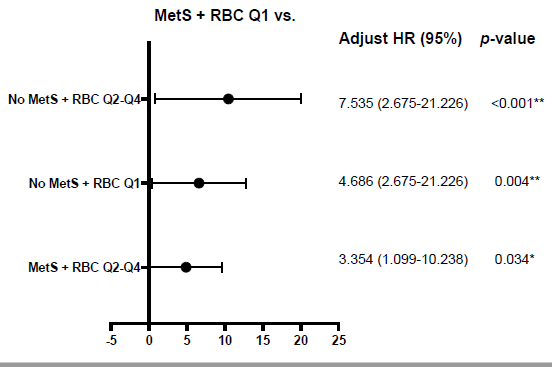 MetS + RBC Q1 vs.
Adjust HR (95%) p-value
No MetS + RBC Q2-Q4 7.535 (2.675-21.226) <0.001**
No MetS + RBC Q1 4.686 (2.675-21.226) 0.004**
MetS + RBC Q2-Q4 3.354 (1.099-10.238) 0.034*
-5 0 5 10 15 20 25